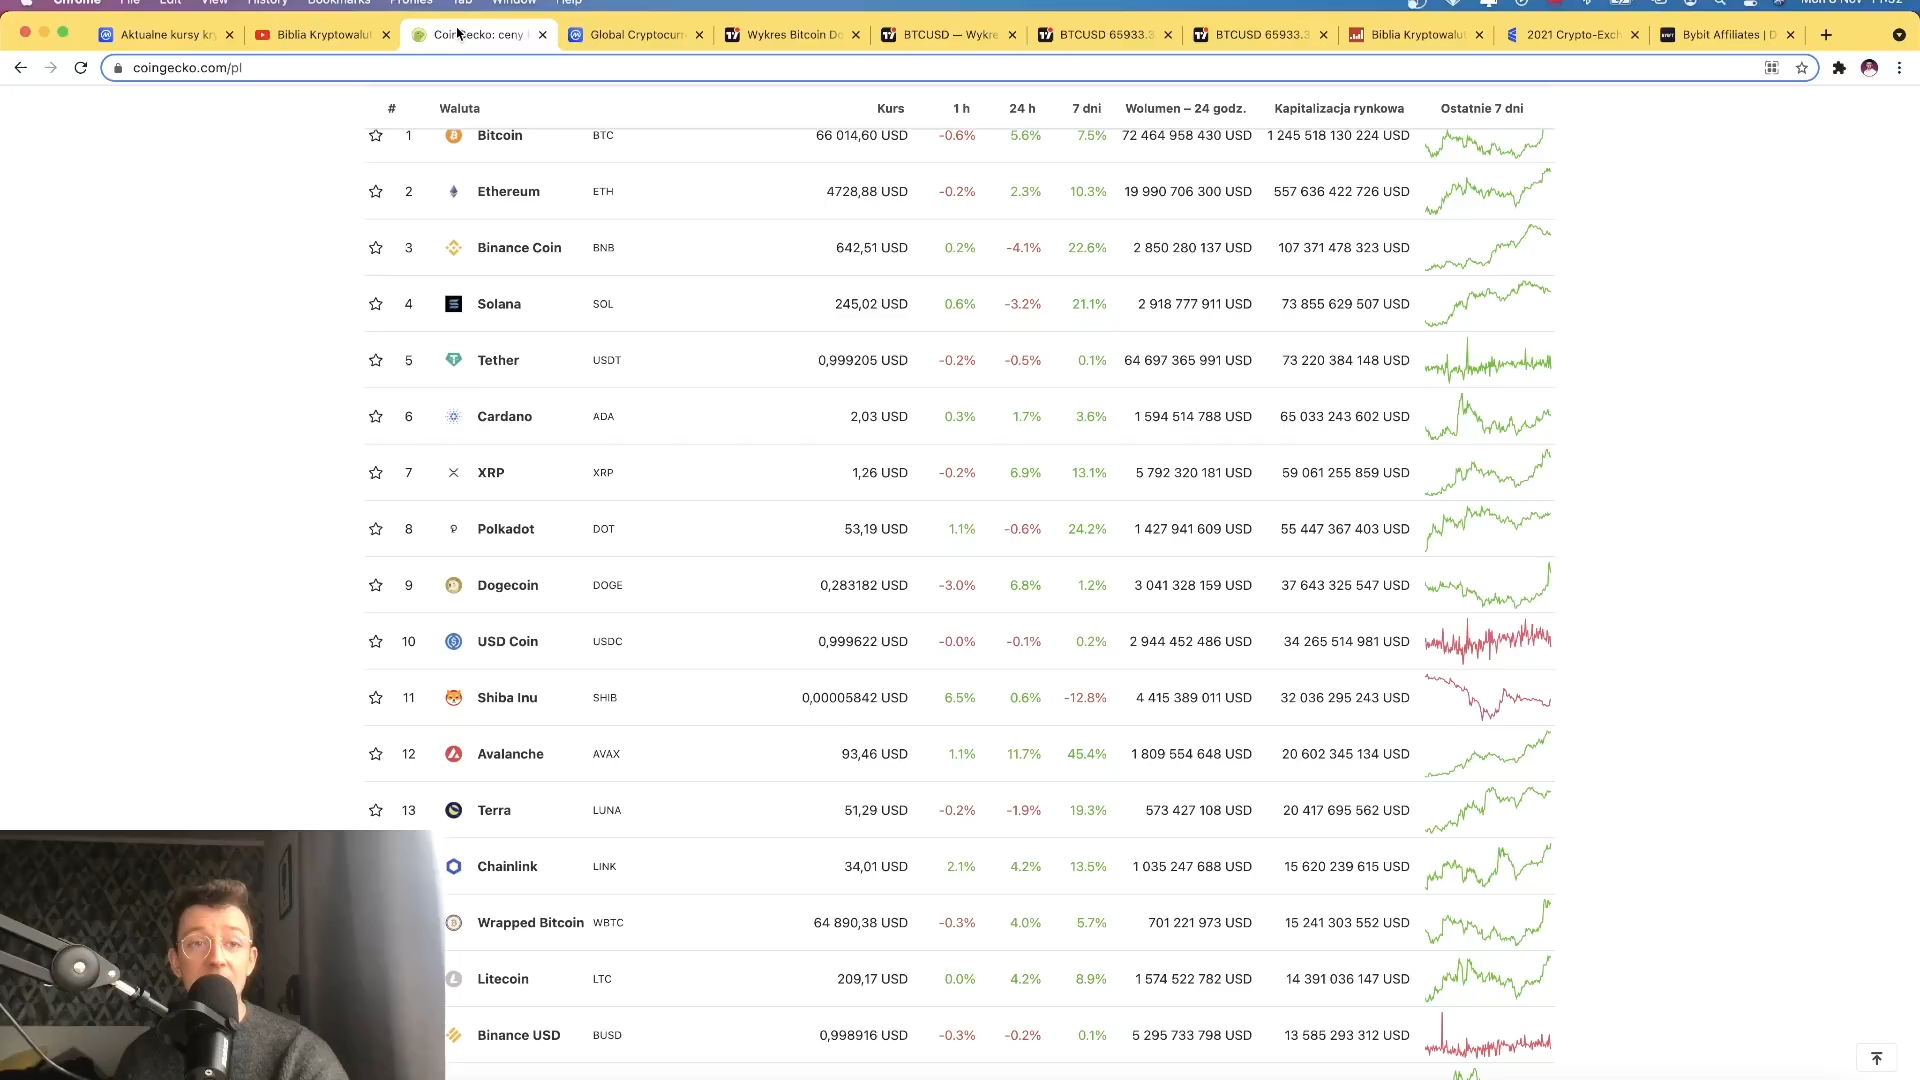 Chrome File Edit View History Bookmarks Profiles Tab Window Help
Aktualne kursy kr
Biblia Kryptowalut
CoinGecko: ceny
Global Cryptocurr
Wykres Bitcoin Do
BTCUSD — Wykre
BTCUSD 65933.3
BTCUSD 65933.3
Biblia Kryptowalut
2021 Crypto-Exch
Bybit Affiliates | D
coingecko.com/pl
# Waluta Kurs 1 h 24 h 7 dni Wolumen – 24 godz. Kapitalizacja rynkowa Ostatnie 7 dni
1 Bitcoin BTC 66 014,60 USD -0.6% 5.6% 7.5% 72 464 958 430 USD 1 245 518 130 224 USD
2 Ethereum ETH 4728,88 USD -0.2% 2.3% 10.3% 19 990 706 300 USD 557 636 422 726 USD
3 Binance Coin BNB 642,51 USD 0.2% -4.1% 22.6% 2 850 280 137 USD 107 371 478 323 USD
4 Solana SOL 245,02 USD 0.6% -3.2% 21.1% 2 918 777 911 USD 73 855 629 507 USD
5 Tether USDT 0,999205 USD -0.2% -0.5% 0.1% 64 697 365 991 USD 73 220 384 148 USD
6 Cardano ADA 2,03 USD 0.3% 1.7% 3.6% 1 594 514 788 USD 65 033 243 602 USD
7 XRP XRP 1,26 USD -0.2% 6.9% 13.1% 5 792 320 181 USD 59 061 255 859 USD
8 Polkadot DOT 53,19 USD 1.1% -0.6% 24.2% 1 427 941 609 USD 55 447 367 403 USD
9 Dogecoin DOGE 0,283182 USD -3.0% 6.8% 1.2% 3 041 328 159 USD 37 643 325 547 USD
10 USD Coin USDC 0,999622 USD -0.0% -0.1% 0.2% 2 944 452 486 USD 34 265 514 981 USD
11 Shiba Inu SHIB 0,00005842 USD 6.5% 0.6% -12.8% 4 415 389 011 USD 32 036 295 243 USD
12 Avalanche AVAX 93,46 USD 1.1% 11.7% 45.4% 1 809 554 648 USD 20 602 345 134 USD
13 Terra LUNA 51,29 USD -0.2% -1.9% 19.3% 573 427 108 USD 20 417 695 562 USD
Chainlink LINK 34,01 USD 2.1% 4.2% 13.5% 1 035 247 688 USD 15 620 239 615 USD
Wrapped Bitcoin WBTC 64 890,38 USD -0.3% 4.0% 5.7% 701 221 973 USD 15 241 303 552 USD
Litecoin LTC 209,17 USD 0.0% 4.2% 8.9% 1 574 522 782 USD 14 391 036 147 USD
Binance USD BUSD 0,998916 USD -0.3% -0.2% 0.1% 5 295 733 798 USD 13 585 293 312 USD